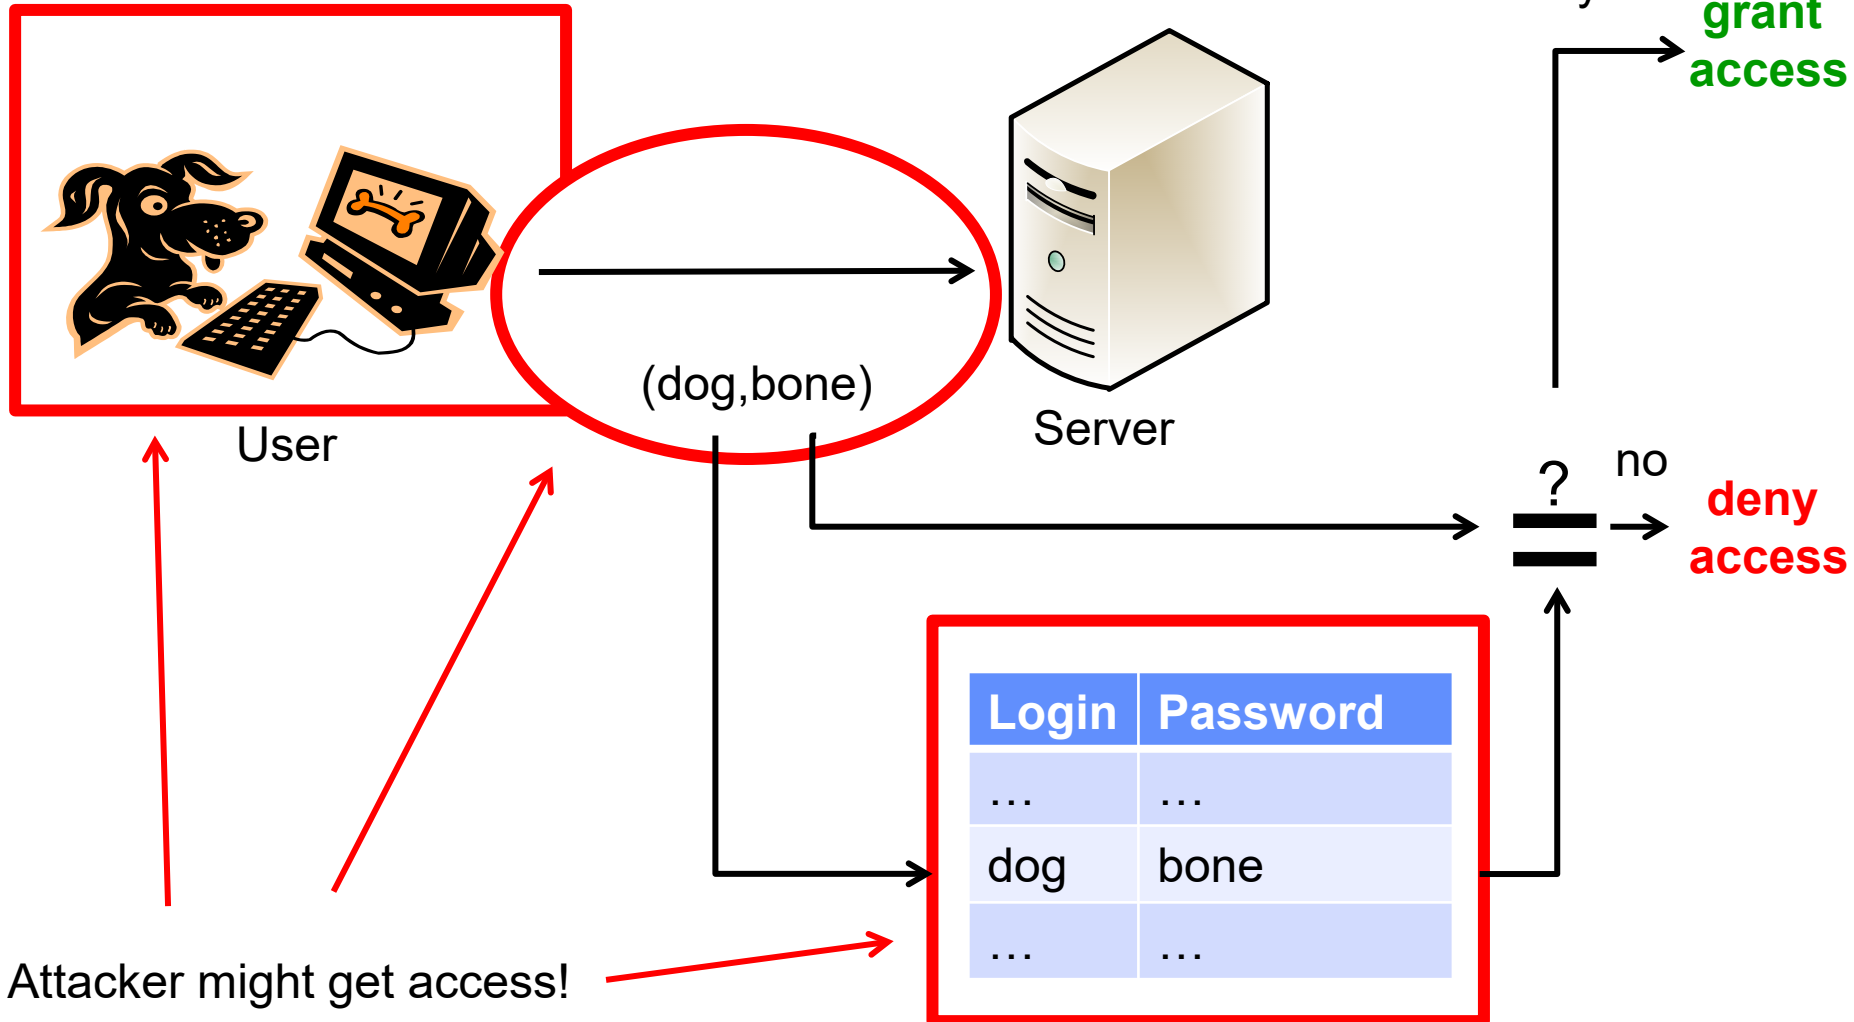 grant
access
(dog,bone)
User
Server
?
no
deny
access
Login Password
… …
dog bone
… …
Attacker might get access!